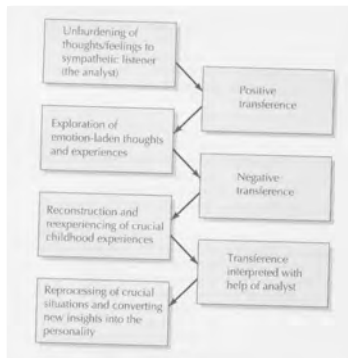 Unburdening of
thoughts/feelings to
sympathetic listener
(the analyst)
Positive
transference
Exploration of
emotion-laden thoughts
and experiences
Negative
transference
Reconstruction and
reexperiencing of crucial
childhood experiences
Transference
interpreted with
help of analyst
Reprocessing of crucial
situations and converting
new insights into the
personality